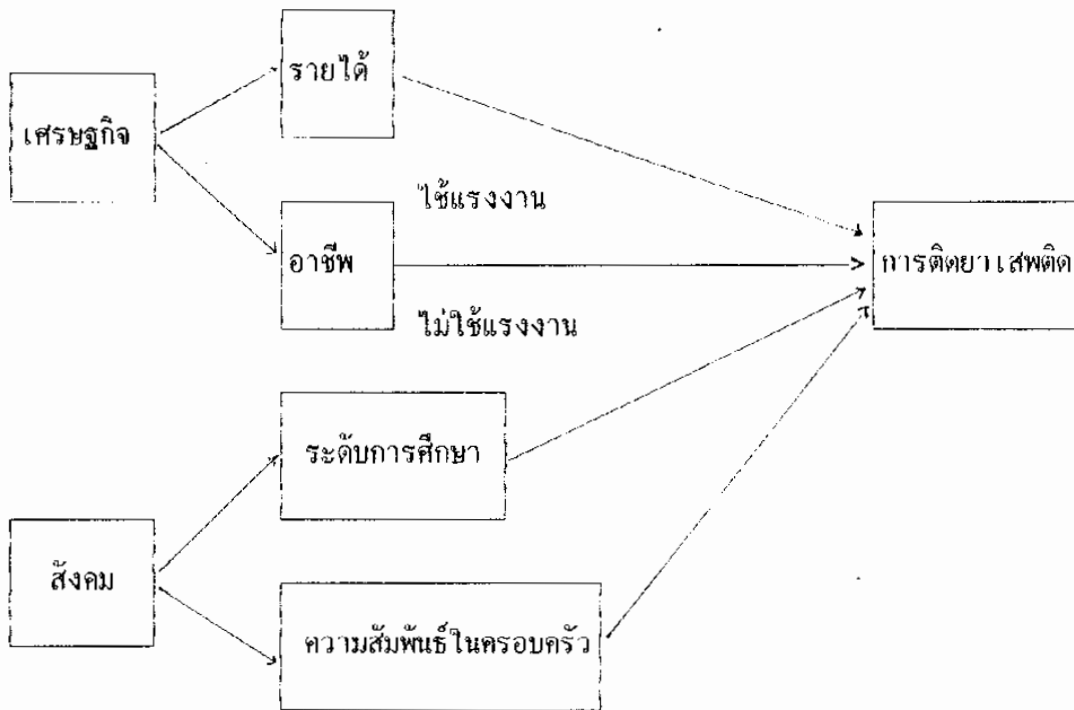 รายได้
เศรษฐกิจ
ใช้แรงงาน
อาชีพ
การติดยาเสพติด
ไม่ใช้แรงงาน
ระดับการศึกษา
สังคม
ความสัมพันธ์ในครอบครัว